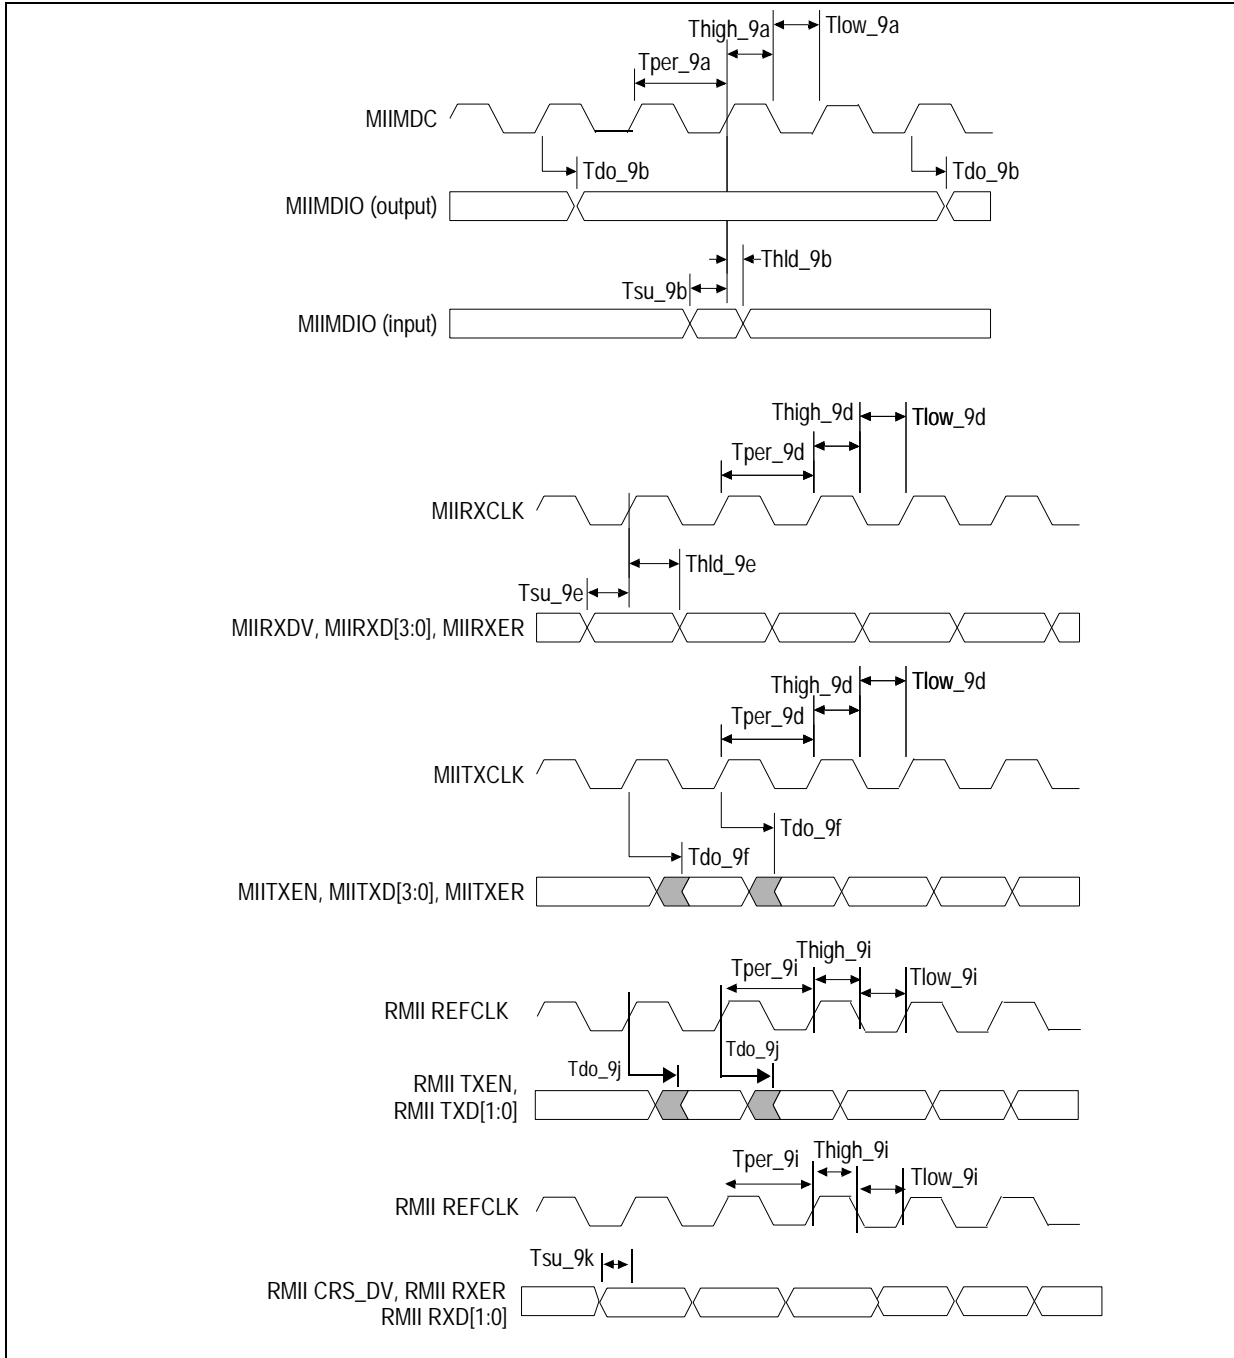 Thigh_9a
Tlow_9a
Tper_9a
MIIMDC
Tdo_9b
Tdo_9b
MIIMDIO (output)
Thld_9b
Tsu_9b
MIIMDIO (input)
Thigh_9d
Tlow_9d
Tper_9d
MIIRXCLK
Thld_9e
Tsu_9e
MIIRXDV, MIIRXD[3:0], MIIRXER
Thigh_9d
Tlow_9d
Tper_9d
MIITXCLK
Tdo_9f
Tdo_9f
MIITXEN, MIITXD[3:0], MIITXER
Thigh_9i
Tper_9i
Tlow_9i
RMII REFCLK
Tdo_9j
Tdo_9j
RMII TXEN,
RMII TXD[1:0]
Thigh_9i
Tper_9i
Tlow_9i
RMII REFCLK
Tsu_9k
RMII CRS_DV, RMII RXER
RMII RXD[1:0]